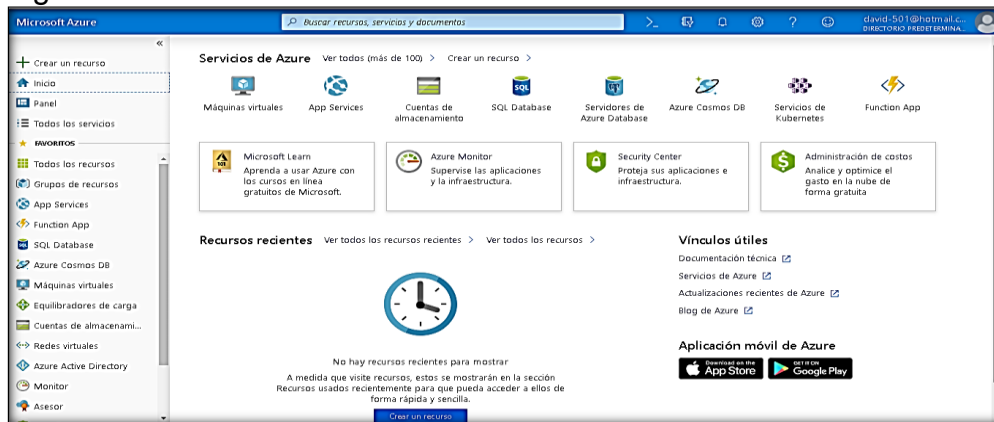 Microsoft Azure
Buscar recursos, servicios y documentos
david-501@hotmail.c...
DIRECTORIO PREDETERMINA...
Crear un recurso
Inicio
Panel
Todos los servicios
FAVORITOS
Todos los recursos
Grupos de recursos
App Services
Function App
SQL Database
Azure Cosmos DB
Máquinas virtuales
Equilibradores de carga
Cuentas de almacenami...
Redes virtuales
Azure Active Directory
Monitor
Asesor
Servicios de Azure
Ver todos (más de 100) >
Crear un recurso >
Máquinas virtuales
App Services
Cuentas de
almacenamiento
SQL
SQL Database
Servidores de
Azure Database
Azure Cosmos DB
Servicios de
Kubernetes
Function App
Microsoft Learn
Aprenda a usar Azure con
los cursos en línea
gratuitos de Microsoft.
Azure Monitor
Supervise las aplicaciones
y la infraestructura.
Security Center
Proteja sus aplicaciones e
infraestructura.
Administración de costos
Analice y optimice el
gasto en la nube de
forma gratuita
Recursos recientes
Ver todos los recursos recientes >
Ver todos los recursos >
No hay recursos recientes para mostrar
A medida que visite recursos, estos se mostrarán en la sección
Recursos usados recientemente para que pueda acceder a ellos de
forma rápida y sencilla.
Crear un recurso
Vínculos útiles
Documentación técnica
Servicios de Azure
Actualizaciones recientes de Azure
Blog de Azure
Aplicación móvil de Azure
Download on the
App Store
GET IT ON
Google Play